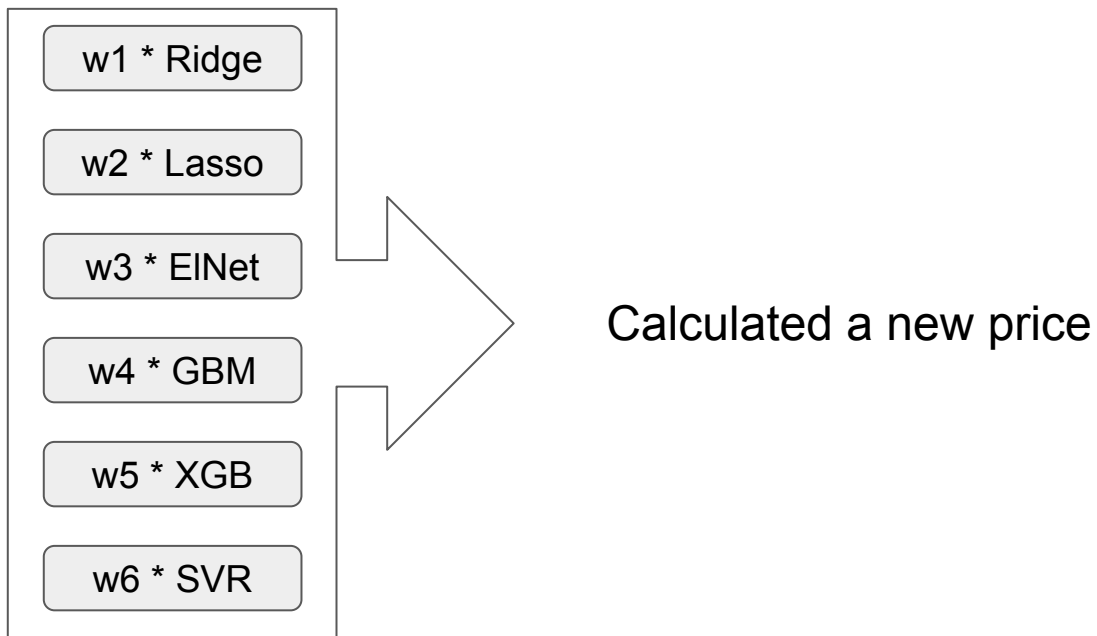 w1 * Ridge
w2 * Lasso
w3 * ElNet
w4 * GBM
w5 * XGB
w6 * SVR
Calculated a new price